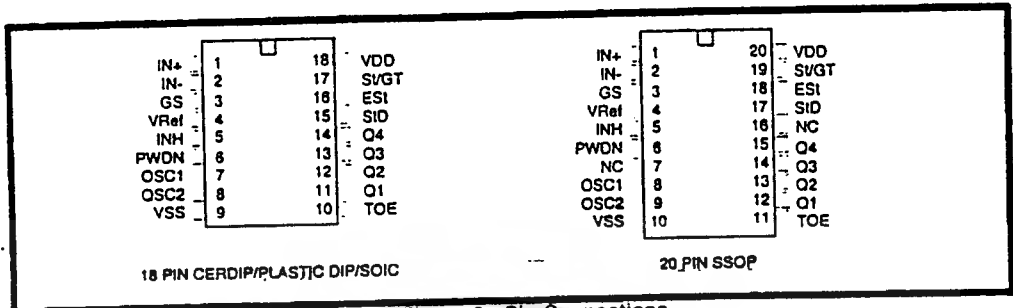 IN+ 1 18 VDD
IN- 2 17 St/GT
GS 3 16 ESt
VRef 4 15 StD
INH 5 14 Q4
PWDN 6 13 Q3
OSC1 7 12 Q2
OSC2 8 11 Q1
VSS 9 10 TOE
18 PIN CERDIP/PLASTIC DIP/SOIC
IN+ 1 20 VDD
IN- 2 19 St/GT
GS 3 18 ESt
VRef 4 17 StD
INH 5 16 NC
PWDN 6 15 Q4
NC 7 14 Q3
OSC1 8 13 Q2
OSC2 9 12 Q1
VSS 10 11 TOE
20 PIN SSOP